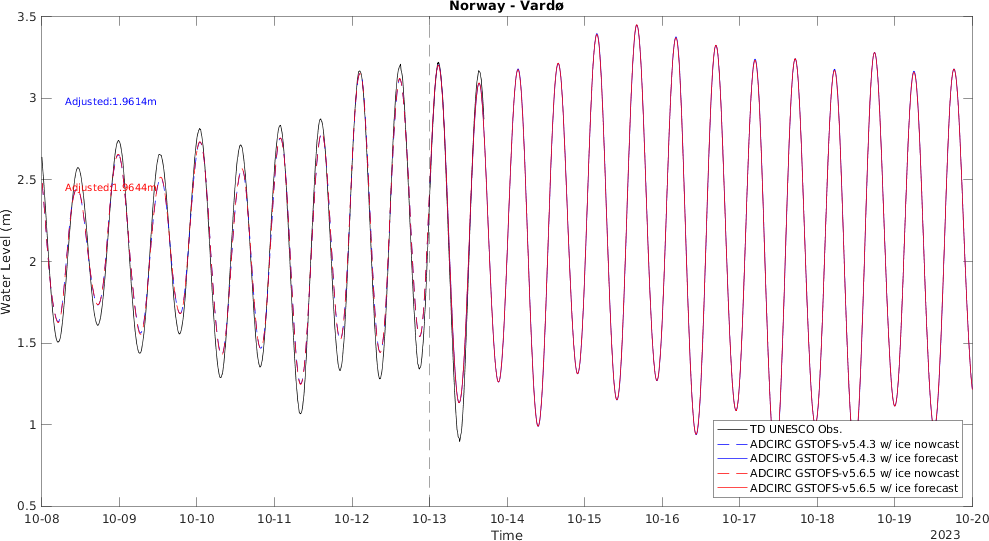 Norway - Vardø
3.5
3
2.5
2
1.5
1
0.5
Water Level (m)
Adjusted:1.9614m
Adjusted:1.9644m
TD UNESCO Obs.
ADCIRC GSTOFS-v5.4.3 w/ ice nowcast
ADCIRC GSTOFS-v5.4.3 w/ ice forecast
ADCIRC GSTOFS-v5.6.5 w/ ice nowcast
ADCIRC GSTOFS-v5.6.5 w/ ice forecast
10-08 10-09 10-10 10-11 10-12 10-13 10-14 10-15 10-16 10-17 10-18 10-19 10-20
Time
2023